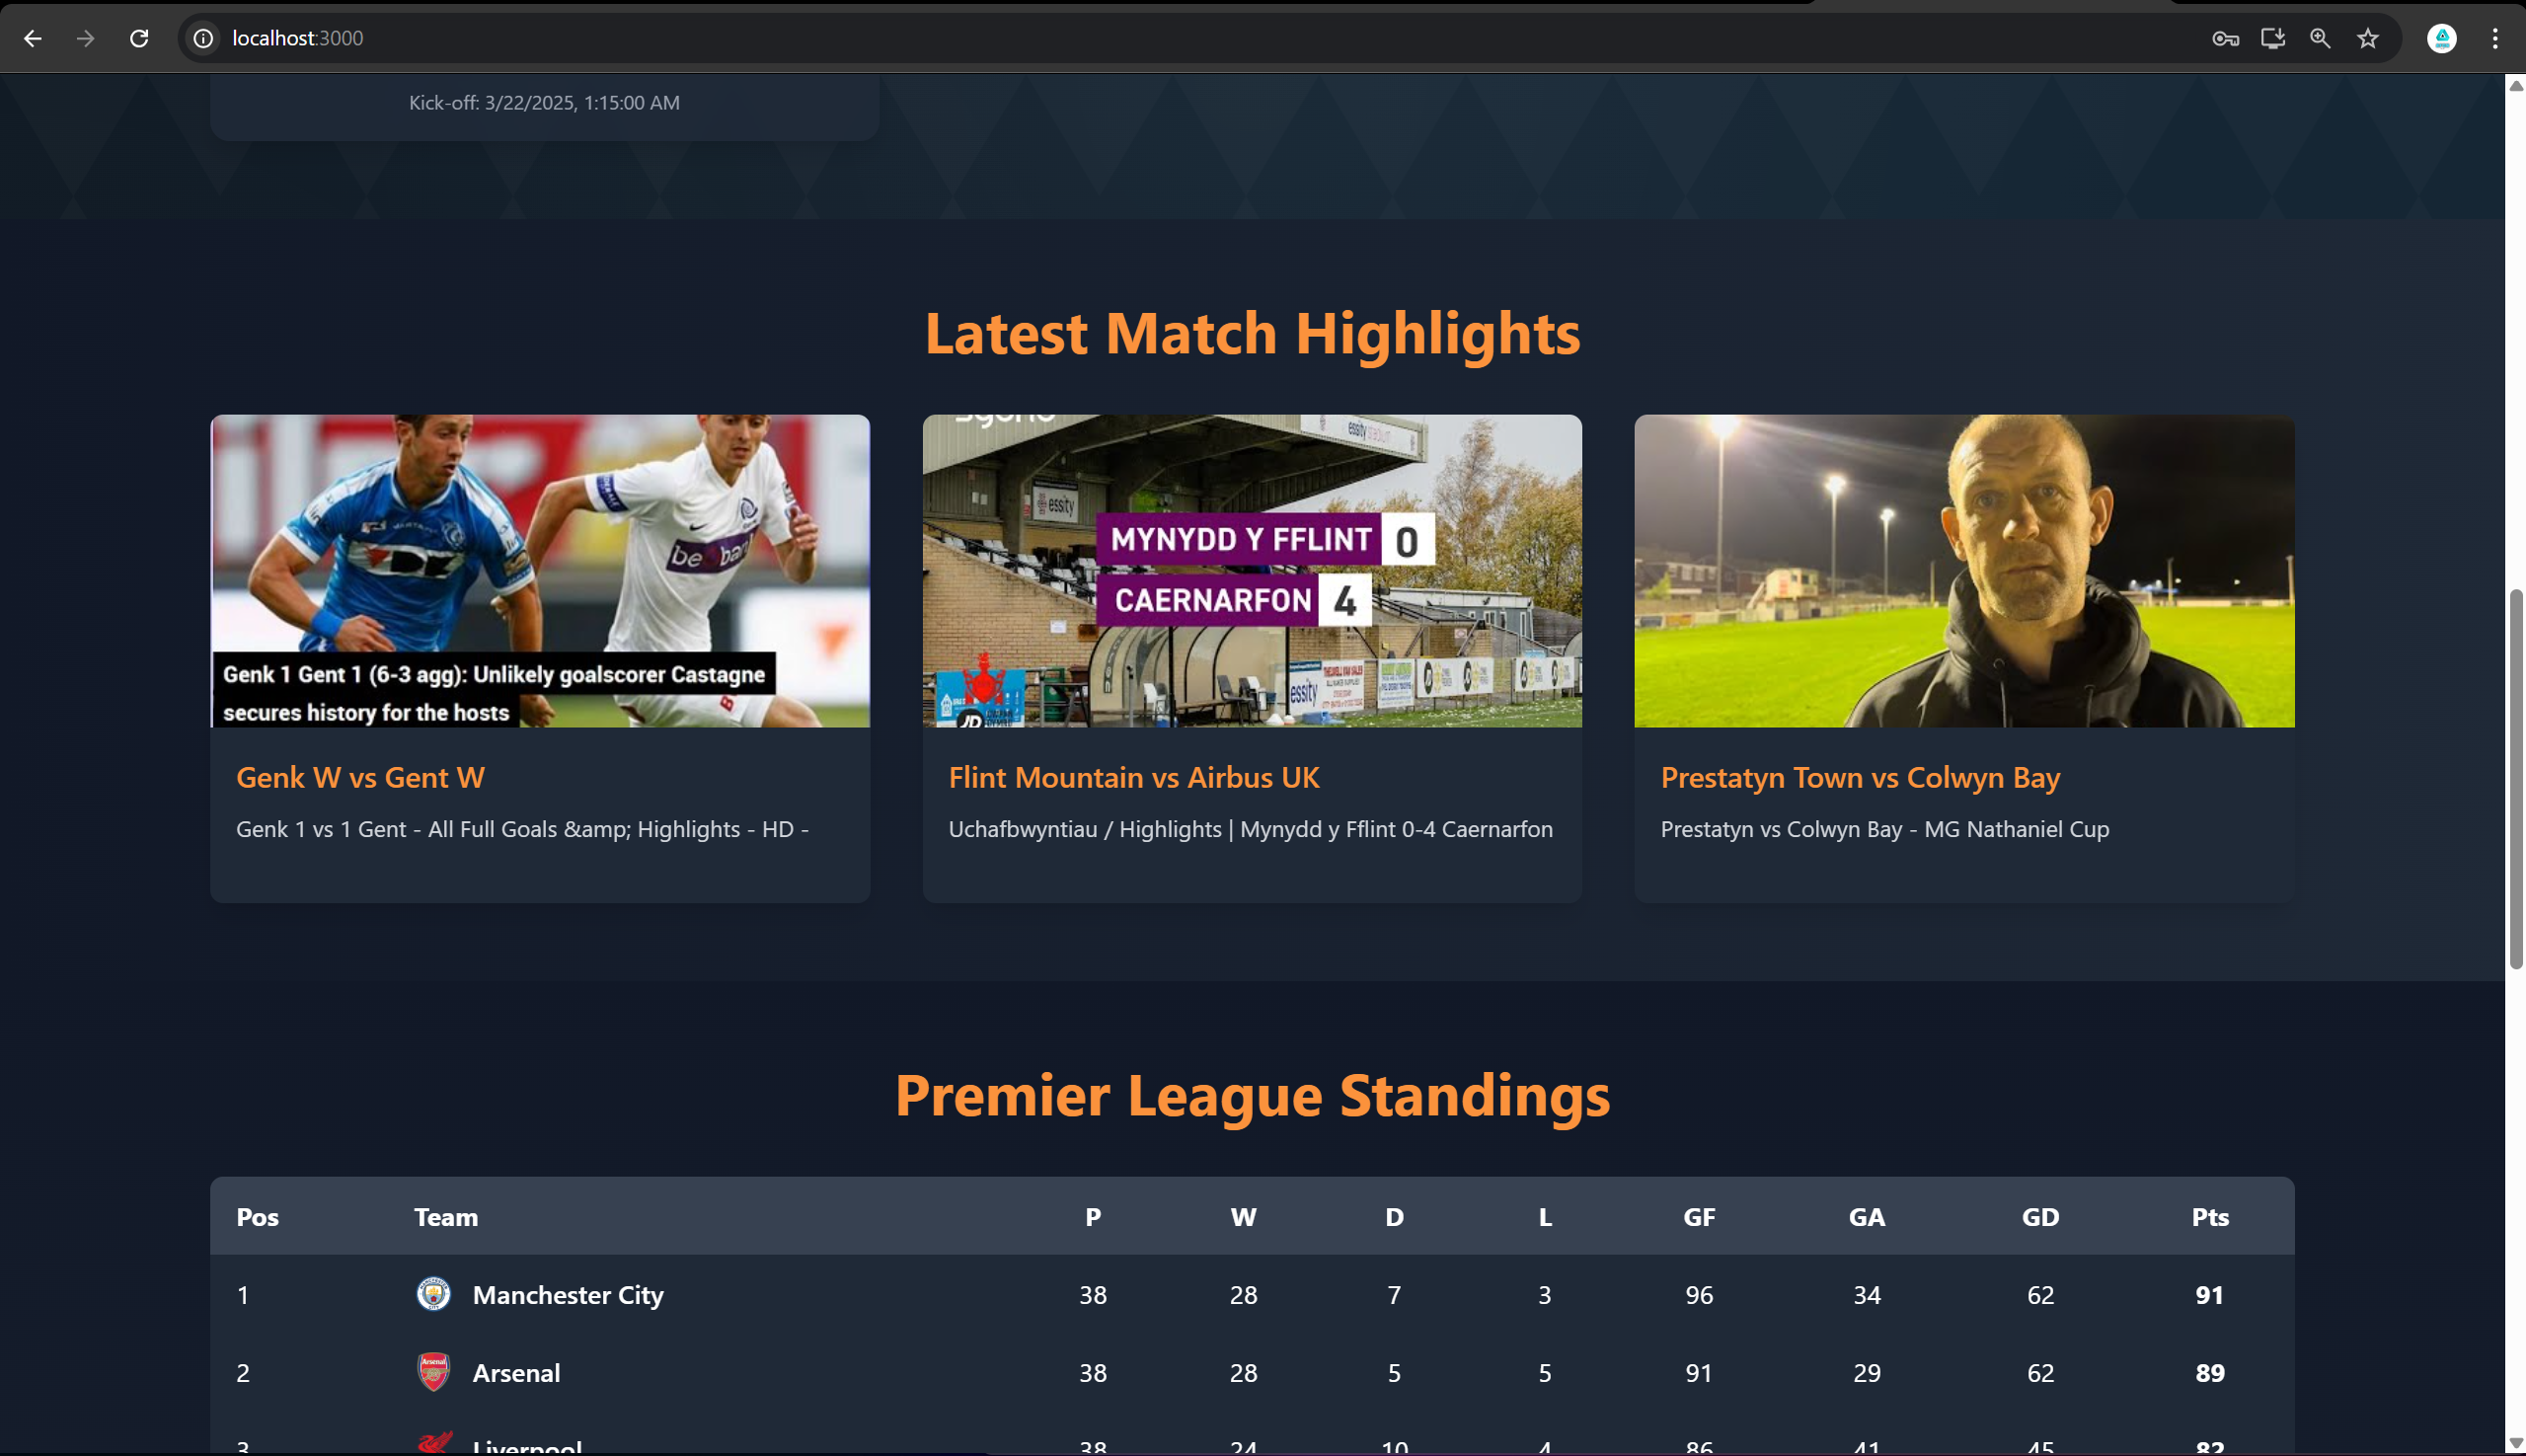 localhost:3000
Kick-off: 3/22/2025, 1:15:00 AM
Latest Match Highlights
Genk 1 Gent 1 (6-3 agg): Unlikely goalscorer Castagne
secures history for the hosts
essity stadium
essity
MYNYDD Y FFLINT 0
CAERNARFON 4
essity
JD
Genk W vs Gent W
Genk 1 vs 1 Gent - All Full Goals &amp; Highlights - HD -
Flint Mountain vs Airbus UK
Uchafbwyntiau / Highlights | Mynydd y Fflint 0-4 Caernarfon
Prestatyn Town vs Colwyn Bay
Prestatyn vs Colwyn Bay - MG Nathaniel Cup
Premier League Standings
Pos Team P W D L GF GA GD Pts
1 Manchester City 38 28 7 3 96 34 62 91
2 Arsenal 38 28 5 5 91 29 62 89
3 Liverpool 38 24 10 4 86 41 45 82